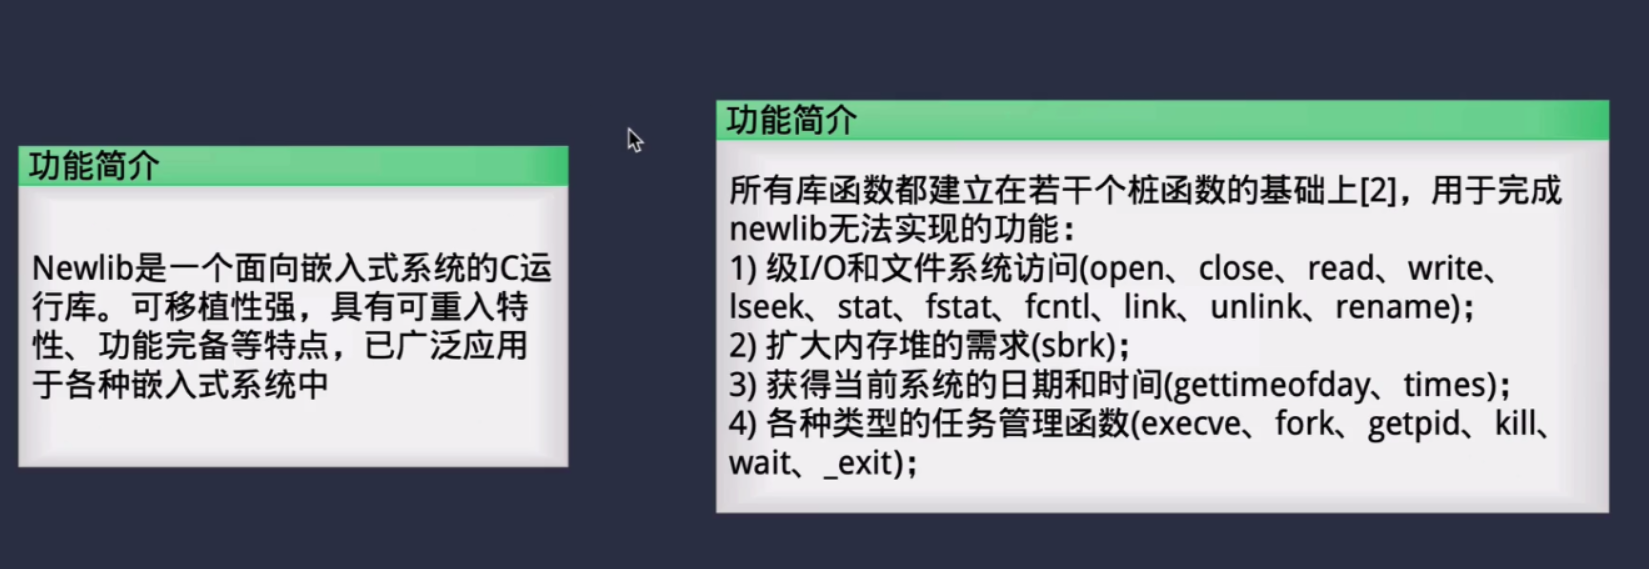 功能简介
Newlib是一个面向嵌入式系统的C运
行库。可移植性强，具有可重入特
性、功能完备等特点，已广泛应用
于各种嵌入式系统中
功能简介
所有库函数都建立在若干个桩函数的基础上[2]，用于完成
newlib无法实现的功能：
1) 级I/O和文件系统访问(open、close、read、write、
lseek、stat、fstat、fcntl、link、unlink、rename)；
2) 扩大内存堆的需求(sbrk)；
3) 获得当前系统的日期和时间(gettimeofday、times)；
4) 各种类型的任务管理函数(execve、fork、getpid、kill、
wait、_exit)；